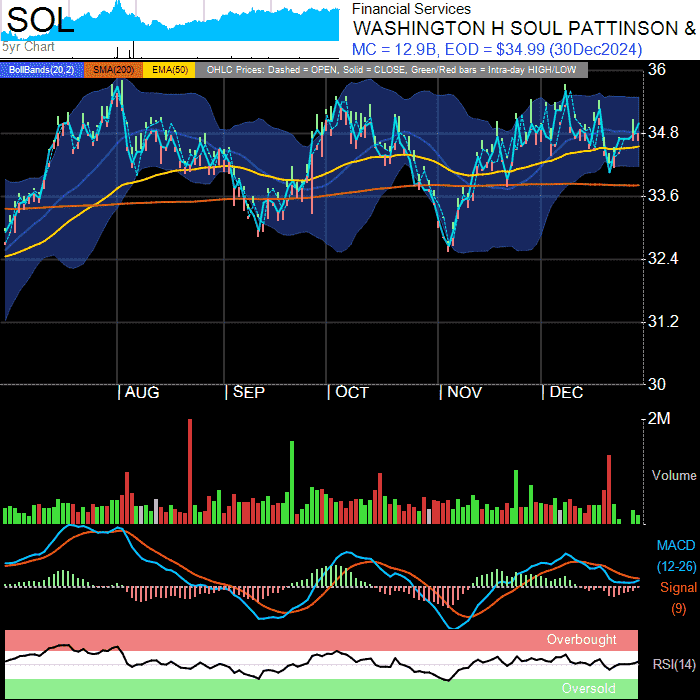 SOL
5yr Chart
Financial Services
WASHINGTON H SOUL PATTINSON &
MC = 12.9B, EOD = $34.99 (30Dec2024)
BollBands(20,2) SMA(200) EMA(50) OHLC Prices: Dashed = OPEN, Solid = CLOSE, Green/Red bars = Intra-day HIGH/LOW
36
34.8
33.6
32.4
31.2
30
AUG SEP OCT NOV DEC
2M
Volume
MACD
(12-26)
Signal
(9)
Overbought
RSI(14)
Oversold